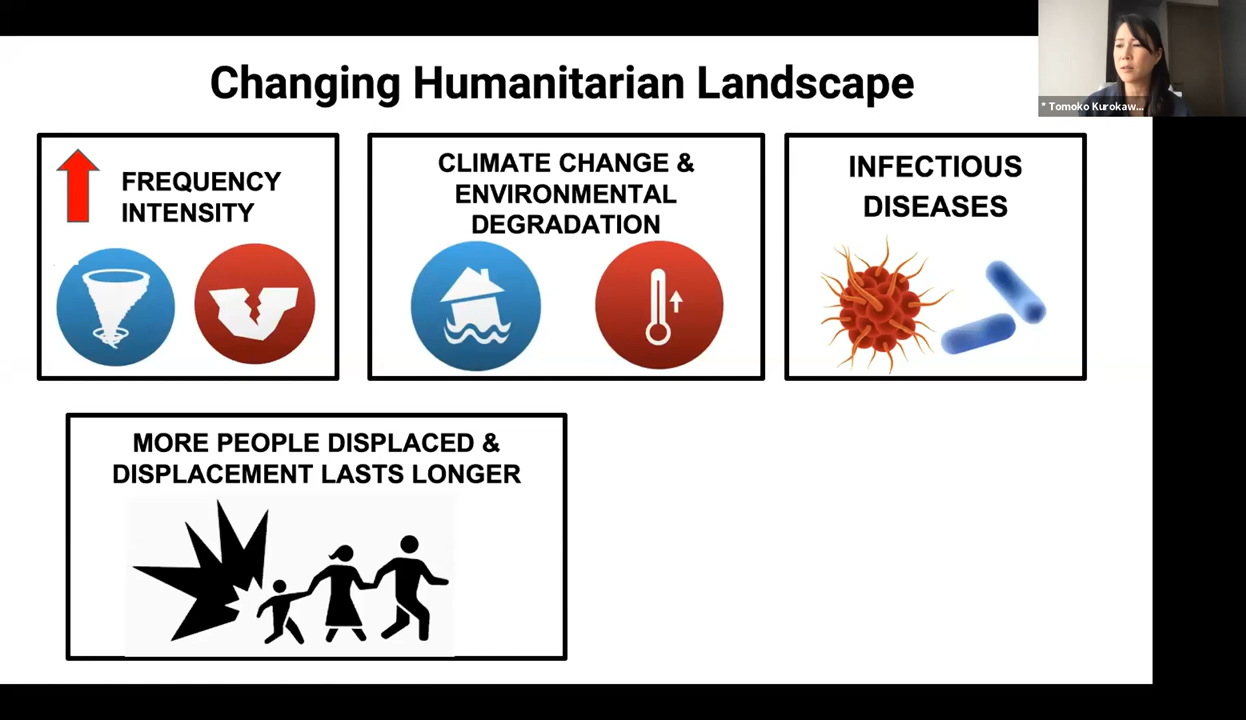 Changing Humanitarian Landscape
* Tomoko Kurokaw...
FREQUENCY
INTENSITY
CLIMATE CHANGE &
ENVIRONMENTAL
DEGRADATION
INFECTIOUS
DISEASES
MORE PEOPLE DISPLACED &
DISPLACEMENT LASTS LONGER